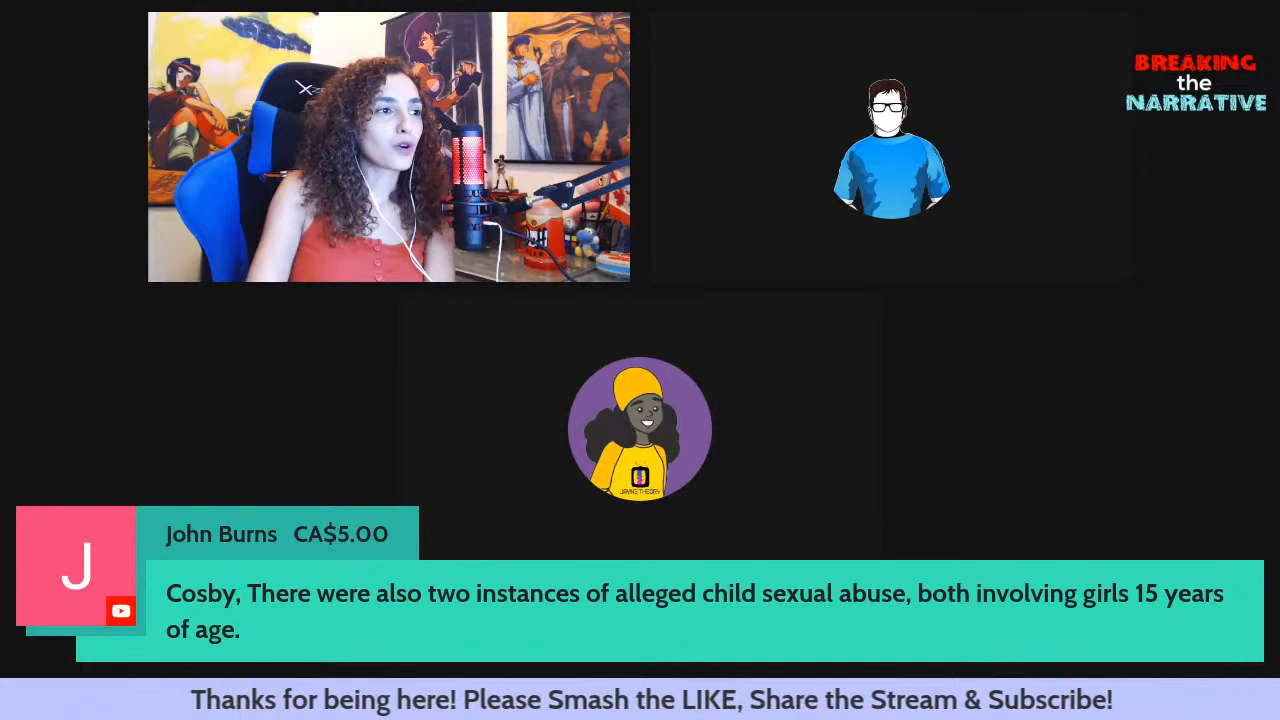 BREAKING
the
NARRATIVE
JAYNE THEORY
John Burns CA$5.00
J
Cosby, There were also two instances of alleged child sexual abuse, both involving girls 15 years
of age.
Thanks for being here! Please Smash the LIKE, Share the Stream & Subscribe!